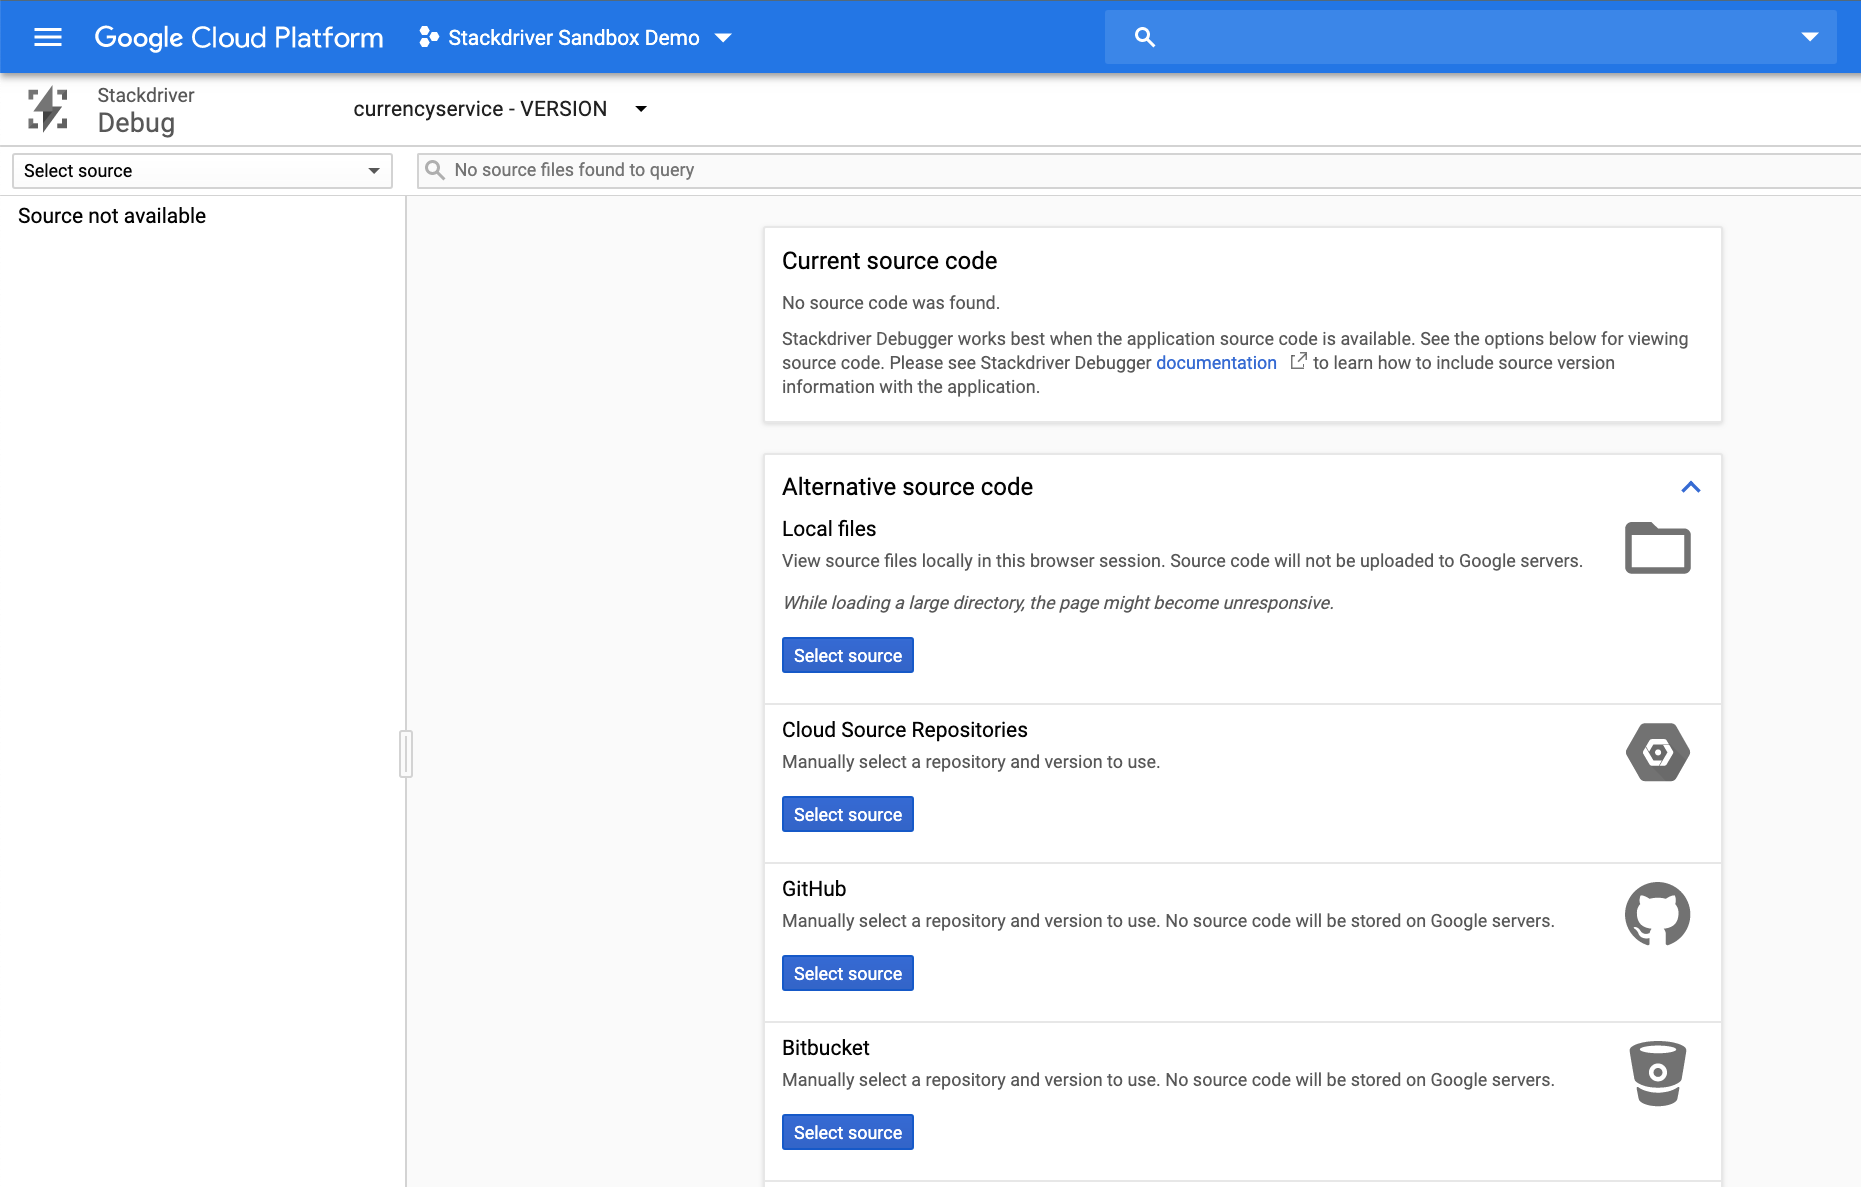 Google Cloud Platform
Stackdriver Sandbox Demo
Stackdriver
Debug
currencyservice - VERSION
Select source
No source files found to query
Source not available
Current source code
No source code was found.
Stackdriver Debugger works best when the application source code is available. See the options below for viewing
source code. Please see Stackdriver Debugger documentation to learn how to include source version
information with the application.
Alternative source code
Local files
View source files locally in this browser session. Source code will not be uploaded to Google servers.
While loading a large directory, the page might become unresponsive.
Select source
Cloud Source Repositories
Manually select a repository and version to use.
Select source
GitHub
Manually select a repository and version to use. No source code will be stored on Google servers.
Select source
Bitbucket
Manually select a repository and version to use. No source code will be stored on Google servers.
Select source